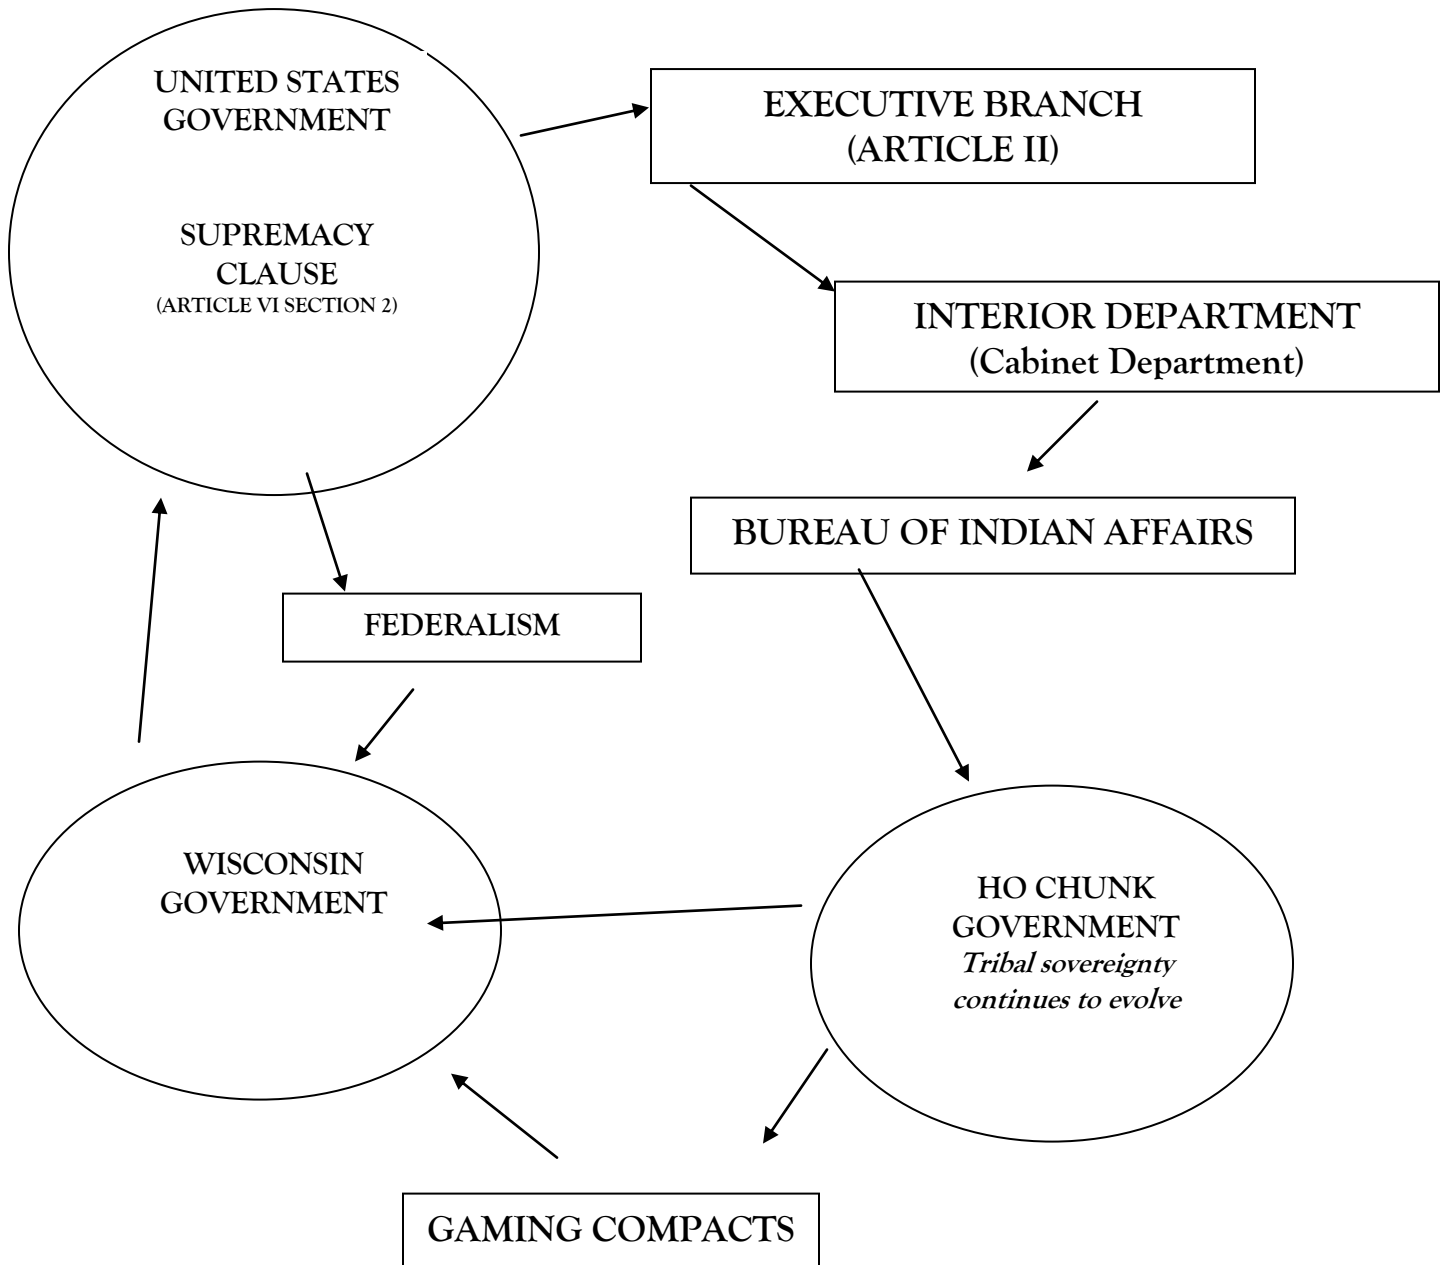 UNITED STATES
GOVERNMENT
SUPREMACY
CLAUSE
(ARTICLE VI SECTION 2)
EXECUTIVE BRANCH
(ARTICLE II)
INTERIOR DEPARTMENT
(Cabinet Department)
BUREAU OF INDIAN AFFAIRS
FEDERALISM
WISCONSIN
GOVERNMENT
HO CHUNK
GOVERNMENT
Tribal sovereignty
continues to evolve
GAMING COMPACTS